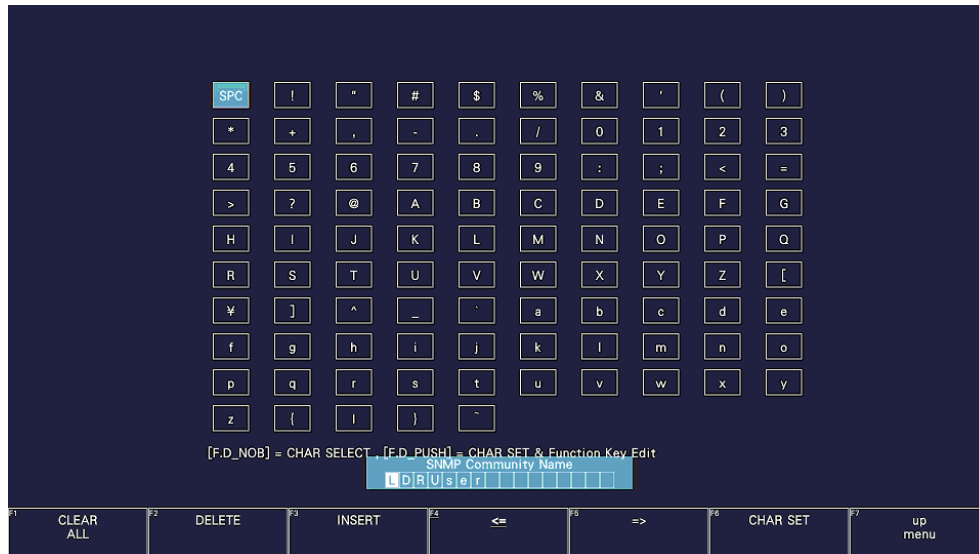 SPC ! " # $ % & ' ( )
* + , - . / 0 1 2 3
4 5 6 7 8 9 : ; < =
> ? @ A B C D E F G
H I J K L M N O P Q
R S T U V W X Y Z [
¥ ] ^ _ ` a b c d e
f g h i j k l m n o
p q r s t u v w x y
z { | } ~
[F.D_NOB] = CHAR SELECT , [F.D_PUSH] = CHAR SET & Function Key Edit
SNMP Community Name
LDRUser
F1 CLEAR ALL
F2 DELETE
F3 INSERT
F4 <=
F5 =>
F6 CHAR SET
F7 up menu